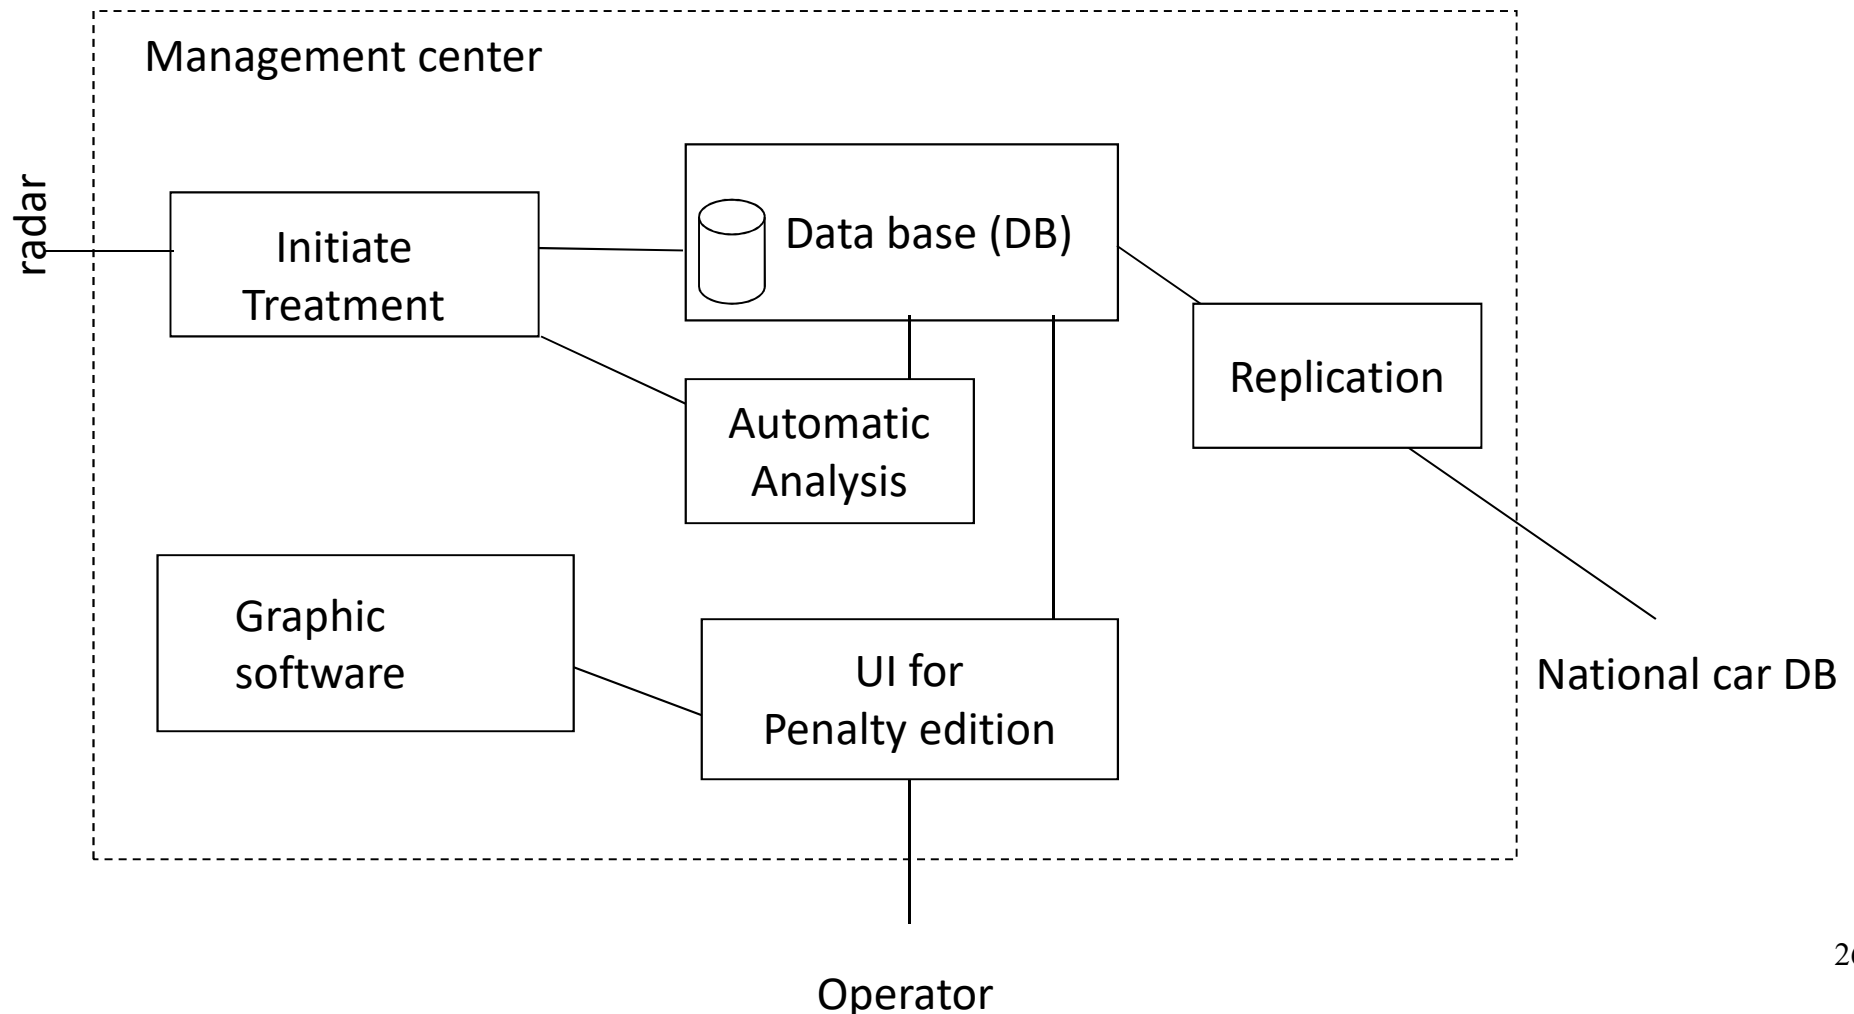 Management center
radar
Initiate
Treatment
Data base (DB)
Replication
Automatic
Analysis
Graphic
software
UI for
Penalty edition
National car DB
Operator